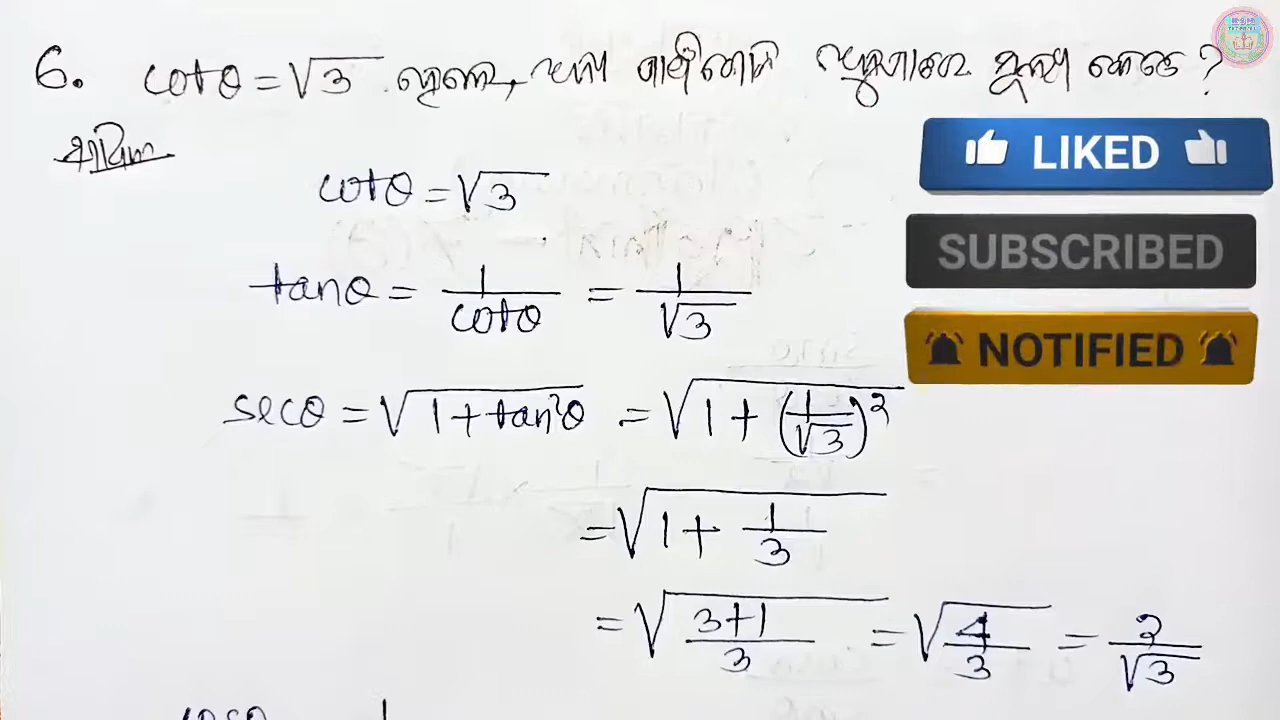 6. cotθ = √3 ହେଲେ, ଅନ୍ୟ ତ୍ରିକୋଣମିତି ଅନୁପାତର ମୂଲ୍ୟ କେତେ ?
LIKED
cotθ = √3
SUBSCRIBED
tanθ = 1/cotθ = 1/√3
NOTIFIED
secθ = √(1 + tan²θ) = √(1 + (1/√3)²)
= √(1 + 1/3)
= √((3+1)/3) = √(4/3) = 2/√3